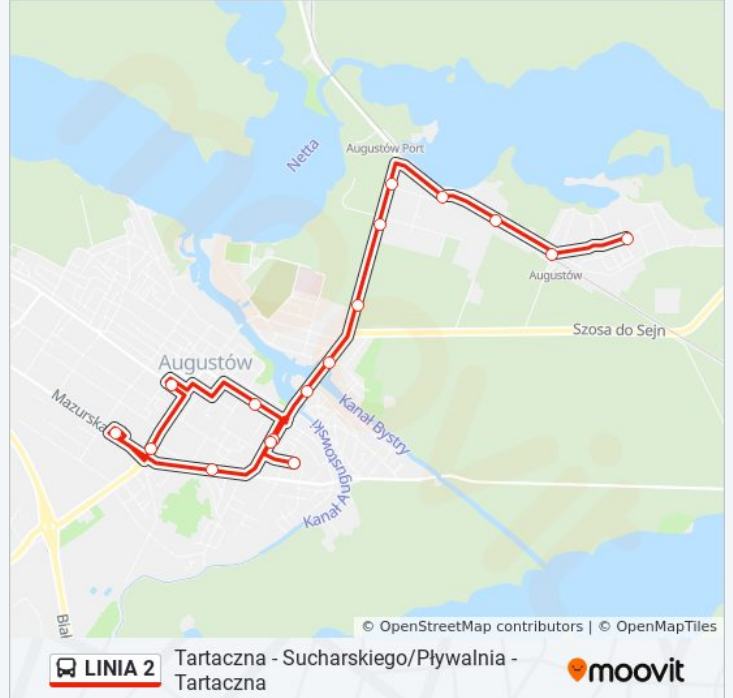 Netta
Augustów Port
Augustów
Szosa do Sejn
Augustów
Mazurska
Kanał Bystry
Kanał Augustowski
Biał
© OpenStreetMap contributors | © OpenMapTiles
LINIA 2
Tartaczna - Sucharskiego/Pływalnia -
Tartaczna
moovit